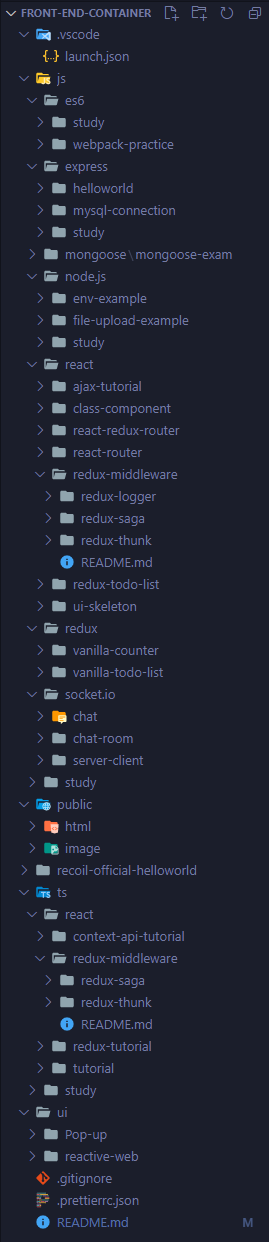 FRONT-END-CONTAINER
.vscode
launch.json
js
es6
study
webpack-practice
express
helloworld
mysql-connection
study
mongoose\mongoose-exam
node.js
env-example
file-upload-example
study
react
ajax-tutorial
class-component
react-redux-router
react-router
redux-middleware
redux-logger
redux-saga
redux-thunk
README.md
redux-todo-list
ui-skeleton
redux
vanilla-counter
vanilla-todo-list
socket.io
chat
chat-room
server-client
study
public
html
image
recoil-official-helloworld
ts
react
context-api-tutorial
redux-middleware
redux-saga
redux-thunk
README.md
redux-tutorial
tutorial
study
ui
Pop-up
reactive-web
.gitignore
.prettierrc.json
README.md M